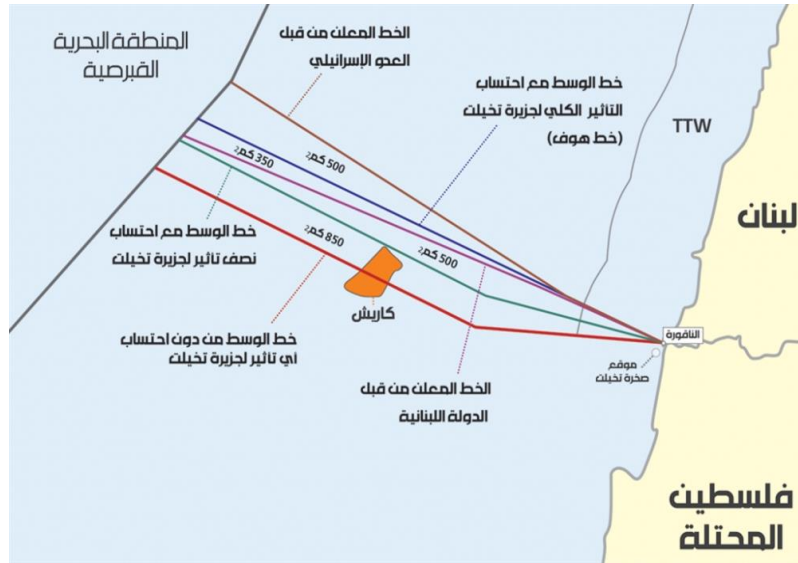 المنطقة البحرية
القبرصية
الخط المعلن من قبل
العدو الإسرائيلي
خط الوسط مع احتساب
التأثير الكلي لجزيرة تخيلت
(خط هوف)
TTW
لبنان
500 كم2
350 كم2
500 كم2
850 كم2
خط الوسط مع احتساب
نصف تأثير لجزيرة تخيلت
كاريش
خط الوسط من دون احتساب
أي تأثير لجزيرة تخيلت
الخط المعلن من قبل
الدولة اللبنانية
الناقورة
موقع
صخرة تخيلت
فلسطين
المحتلة